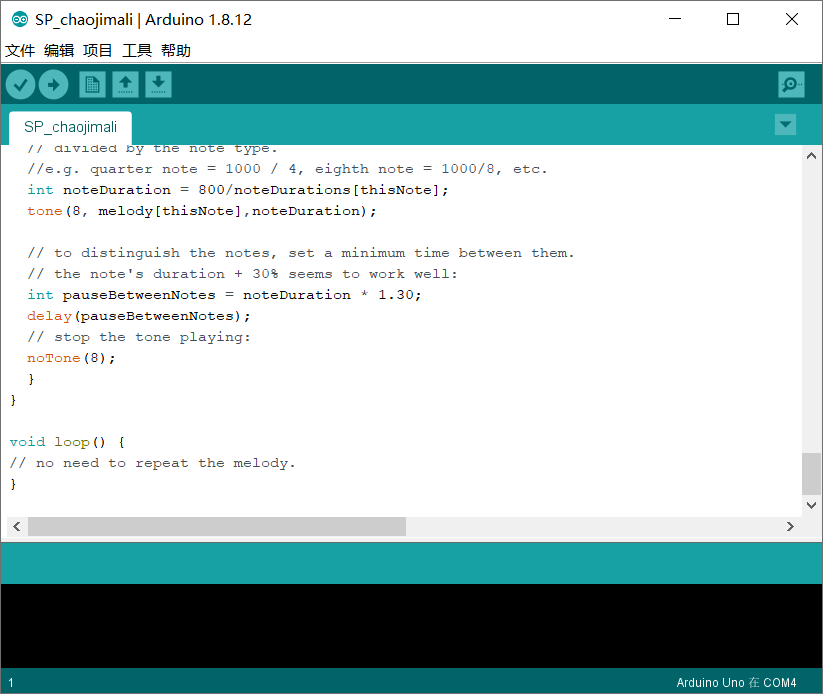 SP_chaojimali | Arduino 1.8.12
文件 编辑 项目 工具 帮助
SP_chaojimali
// divided by the note type.
//e.g. quarter note = 1000 / 4, eighth note = 1000/8, etc.
int noteDuration = 800/noteDurations[thisNote];
tone(8, melody[thisNote],noteDuration);
// to distinguish the notes, set a minimum time between them.
// the note's duration + 30% seems to work well:
int pauseBetweenNotes = noteDuration * 1.30;
delay(pauseBetweenNotes);
// stop the tone playing:
noTone(8);
}
}
void loop() {
// no need to repeat the melody.
}
1
Arduino Uno 在 COM4